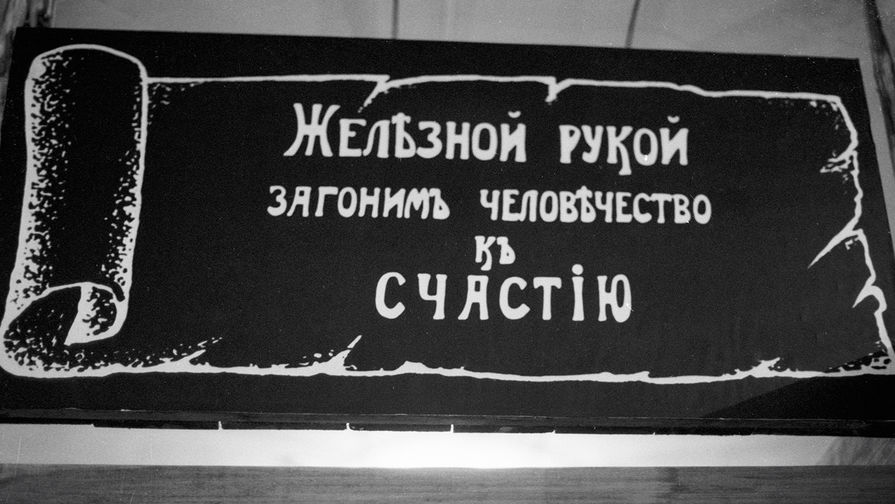 Желѣзной рукой
загонимъ человѣчество
къ
счастію